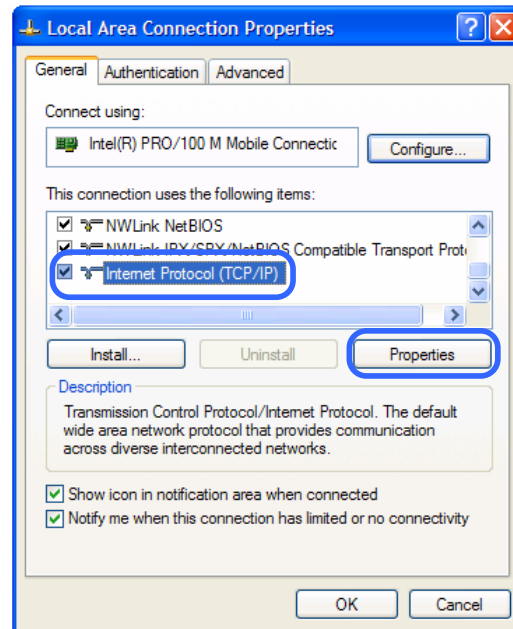 Local Area Connection Properties
General Authentication Advanced
Connect using:
Intel(R) PRO/100 M Mobile Connectic
Configure...
This connection uses the following items:
NWLink NetBIOS
NWLink IPX/SPX/NetBIOS Compatible Transport Proto
Internet Protocol (TCP/IP)
Install... Uninstall Properties
Description
Transmission Control Protocol/Internet Protocol. The default
wide area network protocol that provides communication
across diverse interconnected networks.
Show icon in notification area when connected
Notify me when this connection has limited or no connectivity
OK Cancel